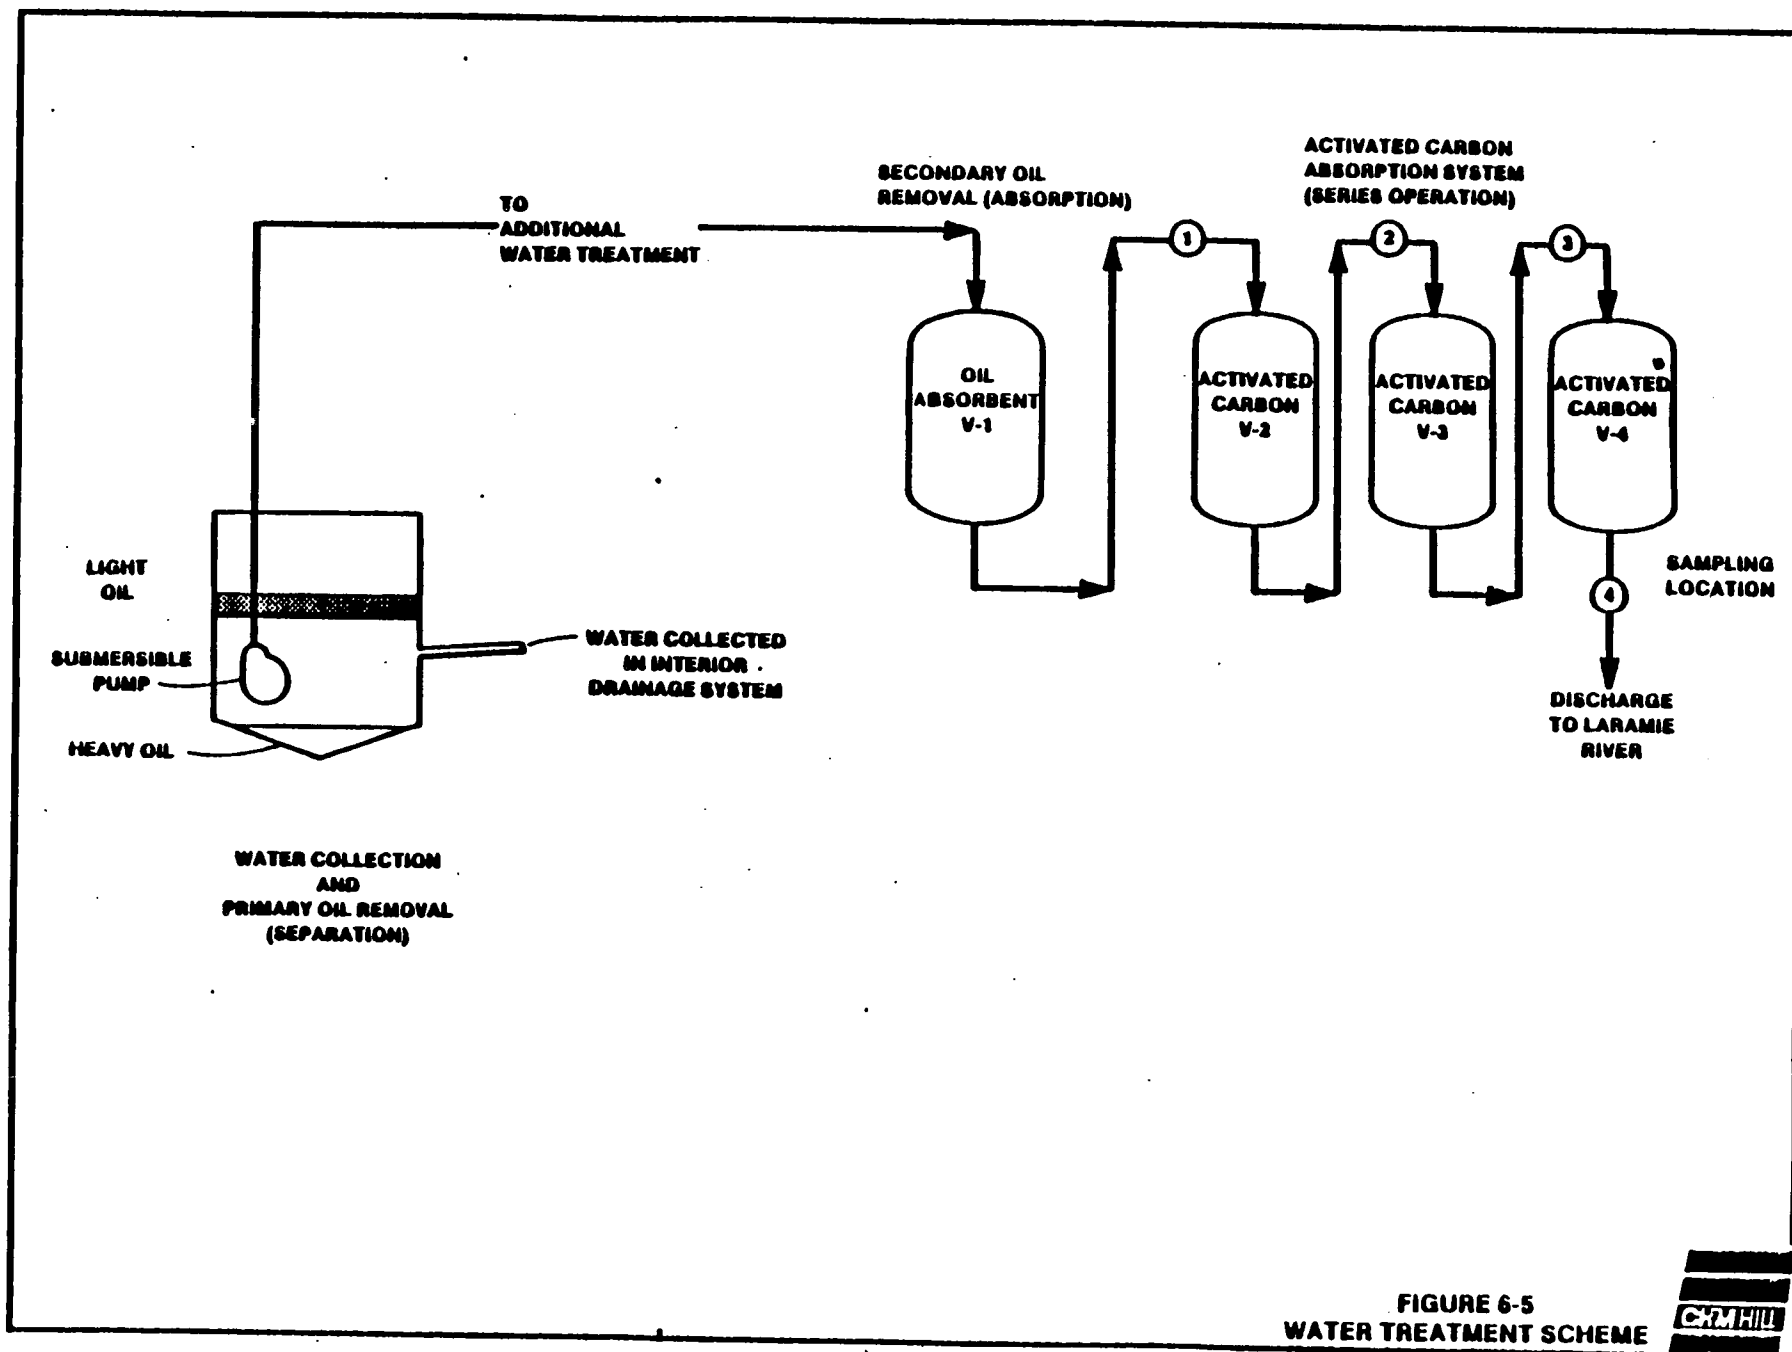 TO
ADDITIONAL
WATER TREATMENT
SECONDARY OIL
REMOVAL (ABSORPTION)
ACTIVATED CARBON
ABSORPTION SYSTEM
(SERIES OPERATION)
1
2
3
OIL
ABSORBENT
V-1
ACTIVATED
CARBON
V-2
ACTIVATED
CARBON
V-3
ACTIVATED
CARBON
V-4
LIGHT
OIL
SUBMERSIBLE
PUMP
HEAVY OIL
WATER COLLECTED
IN INTERIOR
DRAINAGE SYSTEM
SAMPLING
LOCATION
4
DISCHARGE
TO LARAMIE
RIVER
WATER COLLECTION
AND
PRIMARY OIL REMOVAL
(SEPARATION)
FIGURE 6-5
WATER TREATMENT SCHEME
CH2M HILL